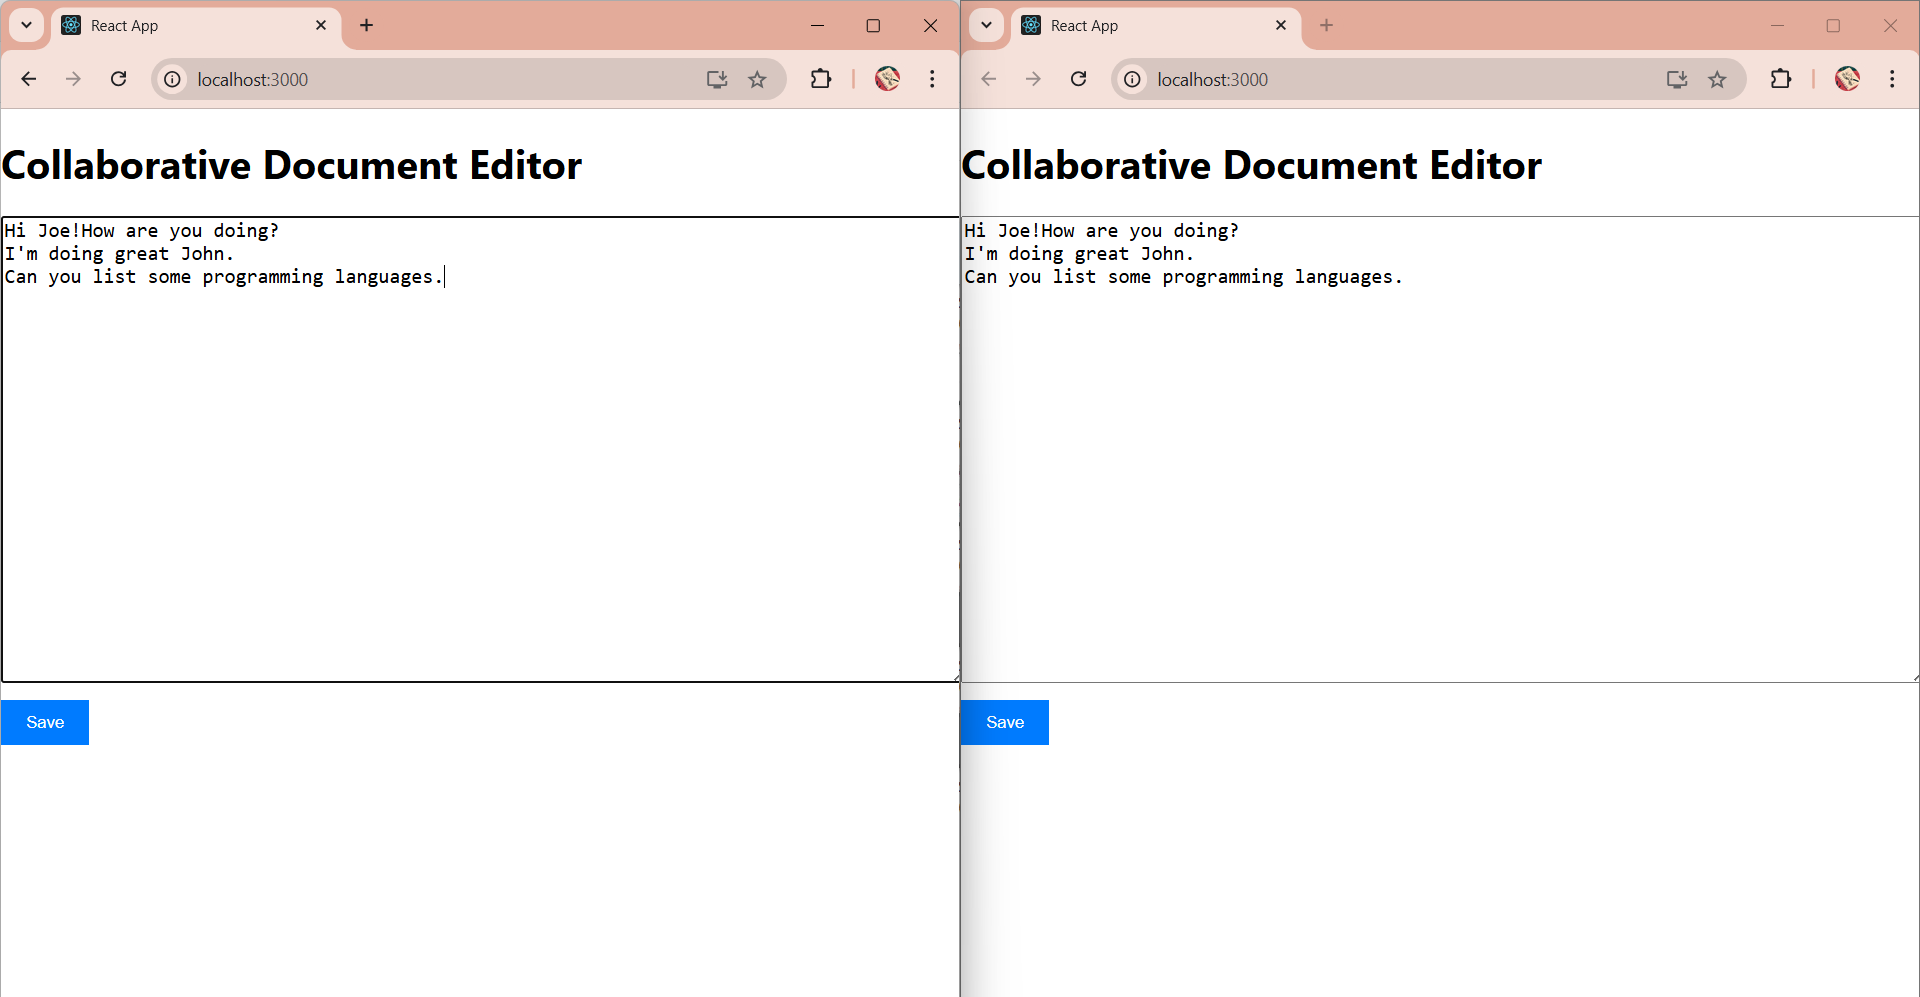 React App
localhost:3000
Collaborative Document Editor
Hi Joe!How are you doing?
I'm doing great John.
Can you list some programming languages.
Save
React App
localhost:3000
Collaborative Document Editor
Hi Joe!How are you doing?
I'm doing great John.
Can you list some programming languages.
Save